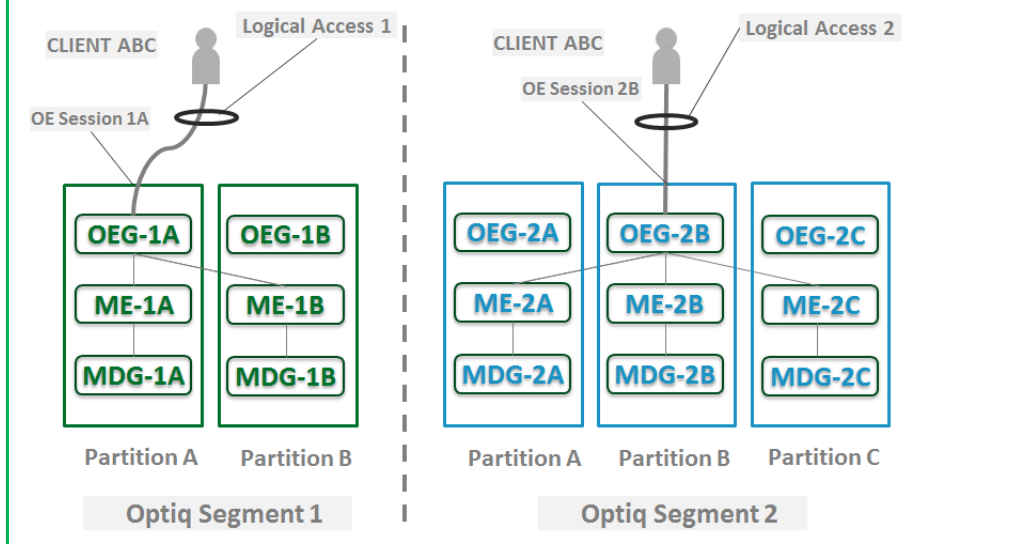 Logical Access 1
CLIENT ABC
OE Session 1A
OEG-1A
OEG-1B
ME-1A
ME-1B
MDG-1A
MDG-1B
Partition A
Partition B
Optiq Segment 1
Logical Access 2
CLIENT ABC
OE Session 2B
OEG-2A
OEG-2B
OEG-2C
ME-2A
ME-2B
ME-2C
MDG-2A
MDG-2B
MDG-2C
Partition A
Partition B
Partition C
Optiq Segment 2